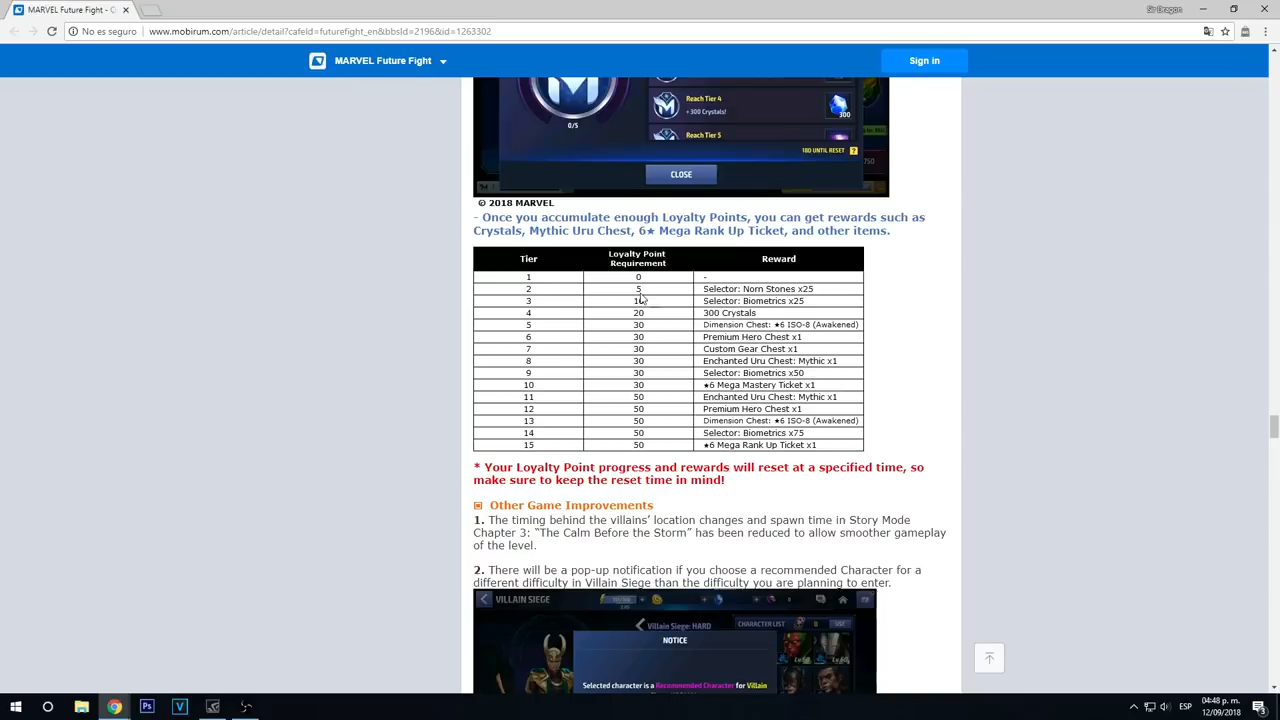 MARVEL Future Fight - O
Sir Dragon
No es seguro
www.mobirum.com/article/detail?cafeId=futurefight_en&bbsId=2196&id=1263302
MARVEL Future Fight
Sign in
Reach Tier 4
+300 Crystals!
300
Reach Tier 5
0/5
18D UNTIL RESET ?
750
CLOSE
© 2018 MARVEL
- Once you accumulate enough Loyalty Points, you can get rewards such as
Crystals, Mythic Uru Chest, 6★ Mega Rank Up Ticket, and other items.
Tier Loyalty Point Requirement Reward
1 0 -
2 5 Selector: Norn Stones x25
3 10 Selector: Biometrics x25
4 20 300 Crystals
5 30 Dimension Chest: ★6 ISO-8 (Awakened)
6 30 Premium Hero Chest x1
7 30 Custom Gear Chest x1
8 30 Enchanted Uru Chest: Mythic x1
9 30 Selector: Biometrics x50
10 30 ★6 Mega Mastery Ticket x1
11 50 Enchanted Uru Chest: Mythic x1
12 50 Premium Hero Chest x1
13 50 Dimension Chest: ★6 ISO-8 (Awakened)
14 50 Selector: Biometrics x75
15 50 ★6 Mega Rank Up Ticket x1
* Your Loyalty Point progress and rewards will reset at a specified time, so
make sure to keep the reset time in mind!
Other Game Improvements
1. The timing behind the villains' location changes and spawn time in Story Mode
Chapter 3: "The Calm Before the Storm" has been reduced to allow smoother gameplay
of the level.
2. There will be a pop-up notification if you choose a recommended Character for a
different difficulty in Villain Siege than the difficulty you are planning to enter.
VILLAIN SIEGE
Villain Siege: HARD
CHARACTER LIST
USE
NOTICE
Selected character is a Recommended Character for Villain
Ps
V
ESP
04:48 p. m.
12/09/2018
3